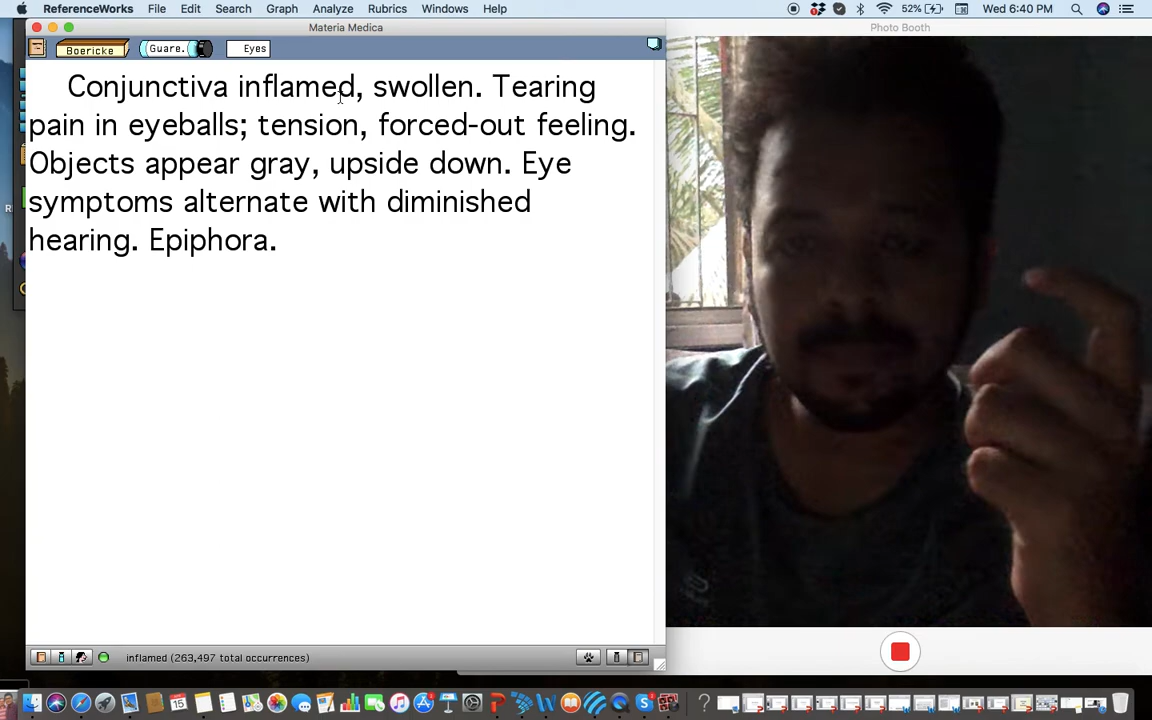 ReferenceWorks File Edit Search Graph Analyze Rubrics Windows Help 52% Wed 6:40 PM
Materia Medica
Photo Booth
Boericke Guare. Eyes
Conjunctiva inflamed, swollen. Tearing
pain in eyeballs; tension, forced-out feeling.
Objects appear gray, upside down. Eye
symptoms alternate with diminished
hearing. Epiphora.
inflamed (263,497 total occurrences)